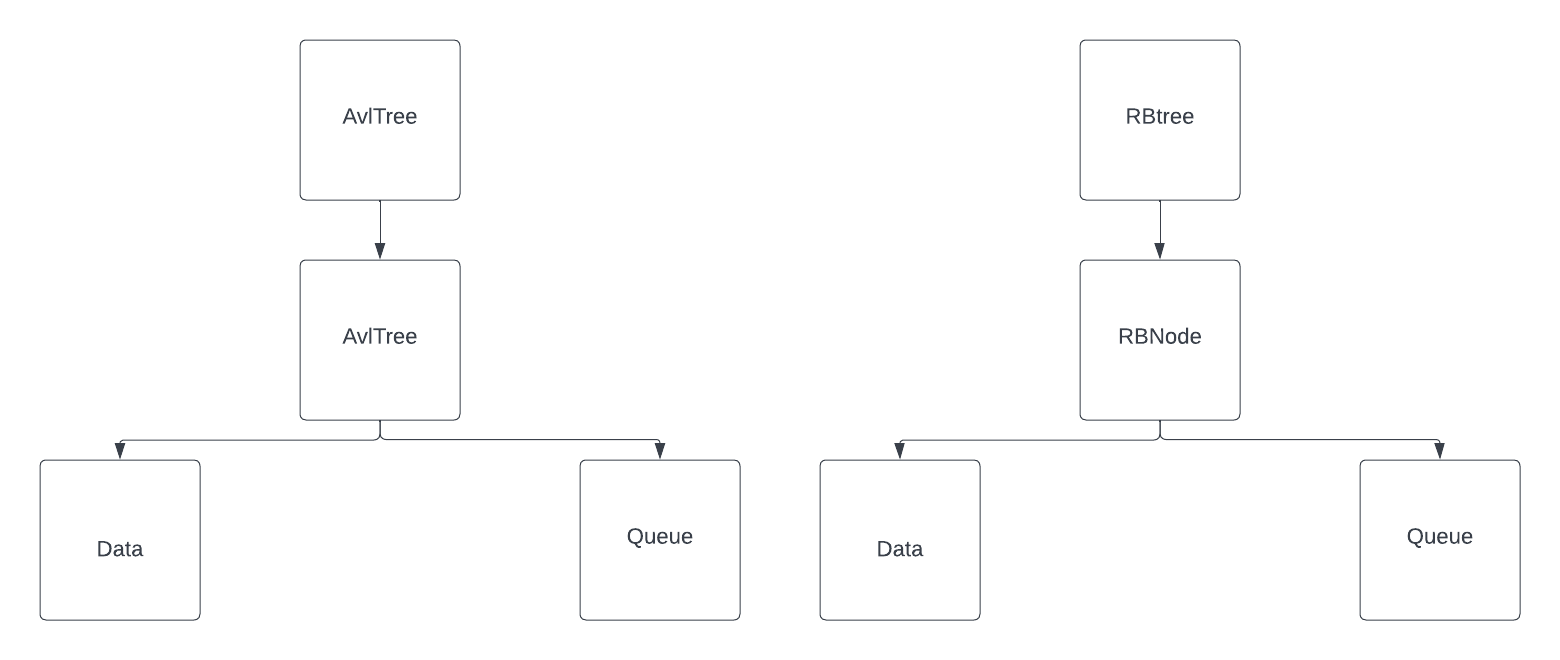 AvlTree
RBtree
AvlTree
RBNode
Data
Queue
Data
Queue